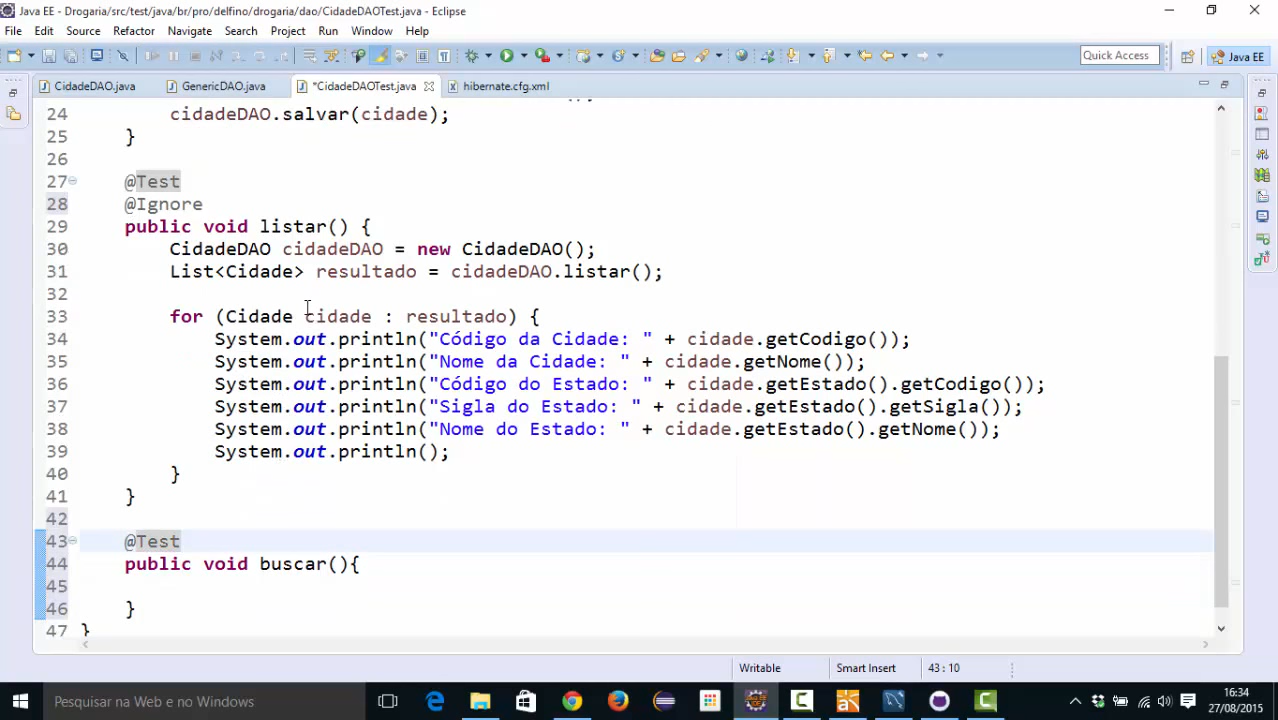 Java EE - Drogaria/src/test/java/br/pro/delfino/drogaria/dao/CidadeDAOTest.java - Eclipse
File Edit Source Refactor Navigate Search Project Run Window Help
Quick Access Java EE
CidadeDAO.java GenericDAO.java *CidadeDAOTest.java hibernate.cfg.xml
24 cidadeDAO.salvar(cidade);
25 }
26
27 @Test
28 @Ignore
29 public void listar() {
30 CidadeDAO cidadeDAO = new CidadeDAO();
31 List<Cidade> resultado = cidadeDAO.listar();
32
33 for (Cidade cidade : resultado) {
34 System.out.println("Código da Cidade: " + cidade.getCodigo());
35 System.out.println("Nome da Cidade: " + cidade.getNome());
36 System.out.println("Código do Estado: " + cidade.getEstado().getCodigo());
37 System.out.println("Sigla do Estado: " + cidade.getEstado().getSigla());
38 System.out.println("Nome do Estado: " + cidade.getEstado().getNome());
39 System.out.println();
40 }
41 }
42
43 @Test
44 public void buscar(){
45
46 }
47 }
Writable Smart Insert 43 : 10
Pesquisar na Web e no Windows
16:34
27/08/2015